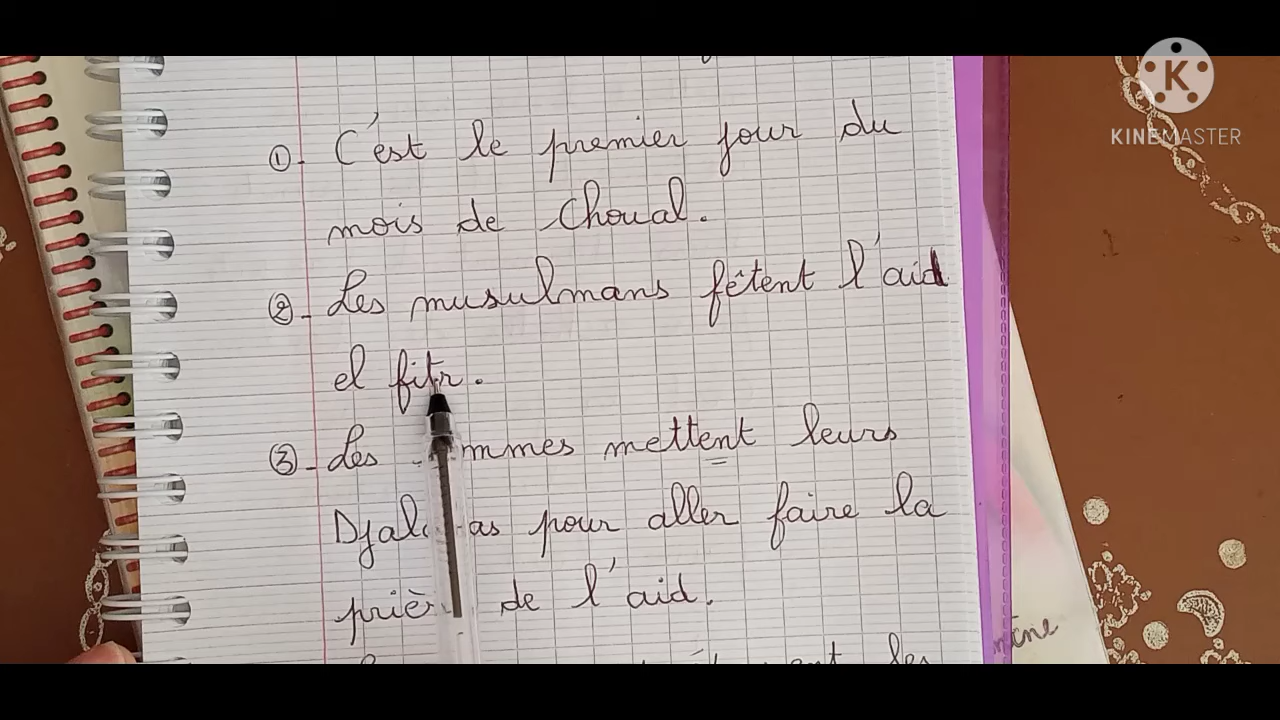 KINEMASTER
①- C'est le premier jour du
mois de Choual.
②- Les musulmans fêtent l'aid
el fitr.
③- Les mettent leurs
pour aller faire la
de l'aid.
les